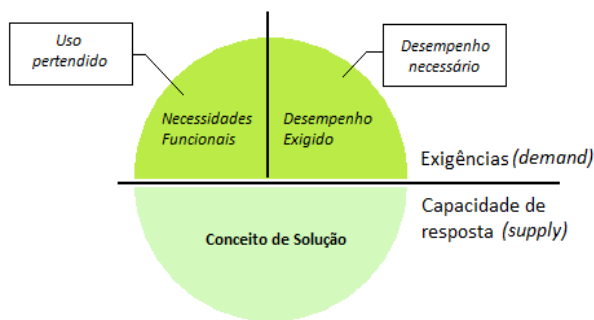 Uso
pertendido
Desempenho
necessário
Necessidades
Funcionais
Desempenho
Exigido
Exigências (demand)
Capacidade de
resposta (supply)
Conceito de Solução